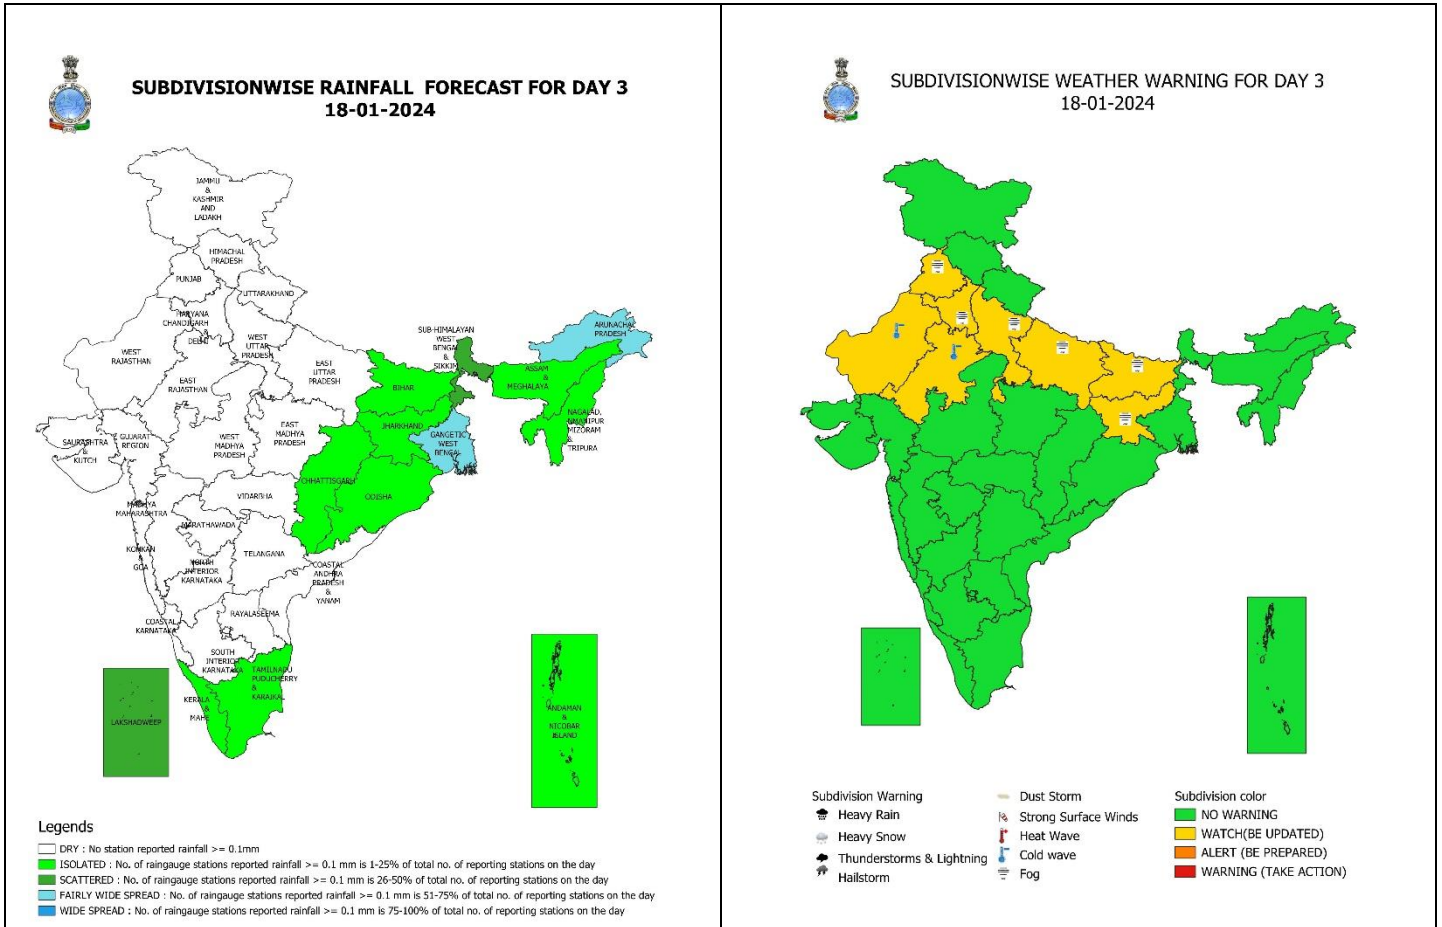 SUBDIVISIONWISE RAINFALL FORECAST FOR DAY 3
18-01-2024
JAMMU
&
KASHMIR
AND
LADAKH
HIMACHAL
PRADESH
PUNJAB
UTTARAKHAND
HARYANA
CHANDIGARH
&
DELHI
WEST
UTTAR
PRADESH
WEST
RAJASTHAN
EAST
RAJASTHAN
EAST
UTTAR
PRADESH
SUB-HIMALAYAN
WEST
BENGAL
&
SIKKIM
ARUNACHAL
PRADESH
ASSAM
&
MEGHALAYA
NAGALAD,
MANIPUR
MIZORAM
&
TRIPURA
BIHAR
JHARKHAND
GANGETIC
WEST
BENGAL
SAURASHTRA
&
KUTCH
GUJARAT
REGION
WEST
MADHYA
PRADESH
EAST
MADHYA
PRADESH
CHHATTISGARH
ODISHA
VIDARBHA
MADHYA
MAHARASHTRA
MARATHAWADA
KONKAN
&
GOA
NORTH
INTERIOR
KARNATAKA
TELANGANA
COASTAL
ANDHRA
PRADESH
&
YANAM
RAYALASEEMA
COASTAL
KARNATAKA
SOUTH
INTERIOR
KARNATAKA
TAMILNADU
PUDUCHERRY
&
KARAIKAL
KERALA
&
MAHE
LAKSHADWEEP
ANDAMAN
&
NICOBAR
ISLAND
Legends
DRY : No station reported rainfall >= 0.1mm
ISOLATED : No. of raingauge stations reported rainfall >= 0.1 mm is 1-25% of total no. of reporting stations on the day
SCATTERED : No. of raingauge stations reported rainfall >= 0.1 mm is 26-50% of total no. of reporting stations on the day
FAIRLY WIDE SPREAD : No. of raingauge stations reported rainfall >= 0.1 mm is 51-75% of total no. of reporting stations on the day
WIDE SPREAD : No. of raingauge stations reported rainfall >= 0.1 mm is 75-100% of total no. of reporting stations on the day
SUBDIVISIONWISE WEATHER WARNING FOR DAY 3
18-01-2024
Subdivision Warning
Heavy Rain
Heavy Snow
Thunderstorms & Lightning
Hailstorm
Dust Storm
Strong Surface Winds
Heat Wave
Cold wave
Fog
Subdivision color
NO WARNING
WATCH(BE UPDATED)
ALERT (BE PREPARED)
WARNING (TAKE ACTION)